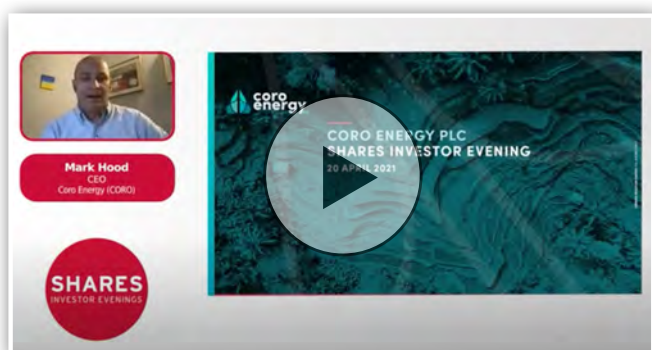 Mark Hood
CEO
Coro Energy (CORO)
SHARES
INVESTOR EVENINGS
coro
energy
CORO ENERGY PLC
SHARES INVESTOR EVENING
20 APRIL 2021